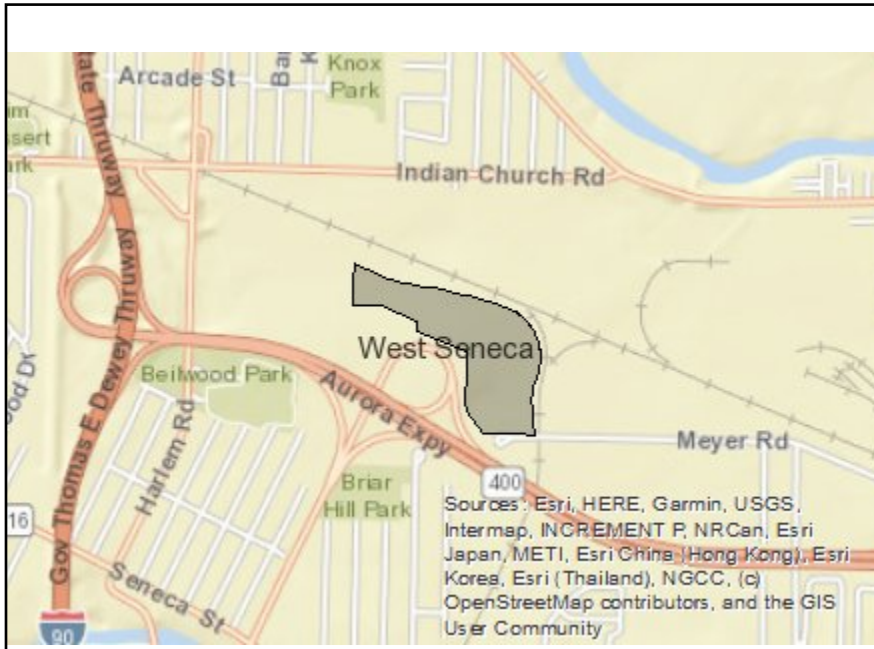 Arcade St
Knox
Park
Indian Church Rd
Gov Thomas E Dewey Thruway
West Seneca
Beilwood Park
Harlem Rd
Aurora Expy
Meyer Rd
400
Briar
Hill Park
Seneca St
16
90
Sources: Esri, HERE, Garmin, USGS,
Intermap, INCREMENT P, NRCan, Esri
Japan, METI, Esri China (Hong Kong), Esri
Korea, Esri (Thailand), NGCC, (c)
OpenStreetMap contributors, and the GIS
User Community